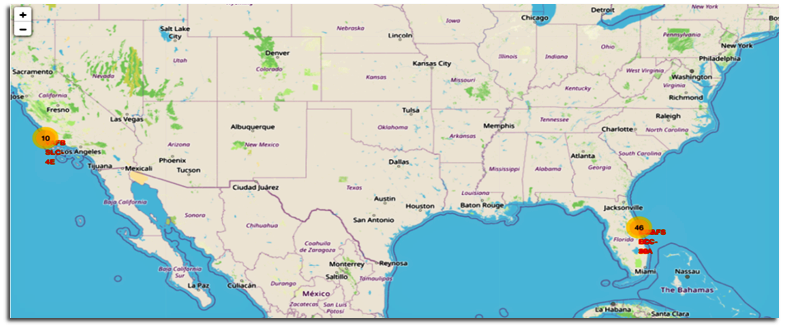 +
−
Salt Lake
City
Sacramento
Nevada
Utah
Denver
Colorado
Nebraska
Lincoln
Kansas City
Kansas
Missouri
Iowa
Chicago
Illinois
Indiana
Detroit
Ohio
New York
Pennsylvania
New York
Philadelphia
Washington
West Virginia
Virginia
Richmond
Kentucky
Jose
California
Fresno
Las Vegas
10
Los Angeles
4E
Tijuana
Mexicali
Arizona
Phoenix
Tucson
Albuquerque
New Mexico
Tulsa
Oklahoma
Arkansas
Memphis
Tennessee
Raleigh
Charlotte
North Carolina
South Carolina
Atlanta
Georgia
Alabama
Mississippi
Dallas
Texas
Louisiana
Ciudad Juárez
Austin
Houston
San Antonio
Baton Rouge
Jacksonville
46
Florida
Miami
Nassau
The Bahamas
La Habana
Santa Clara
Baja California
Sonora
Chihuahua
Coahuila
de Zaragoza
Monterrey
Reynosa
Saltillo
Tamaulipas
Baja California
Sur
La Paz
Culiacán
Durango
México
Zacatecas
San Luis
Potosí